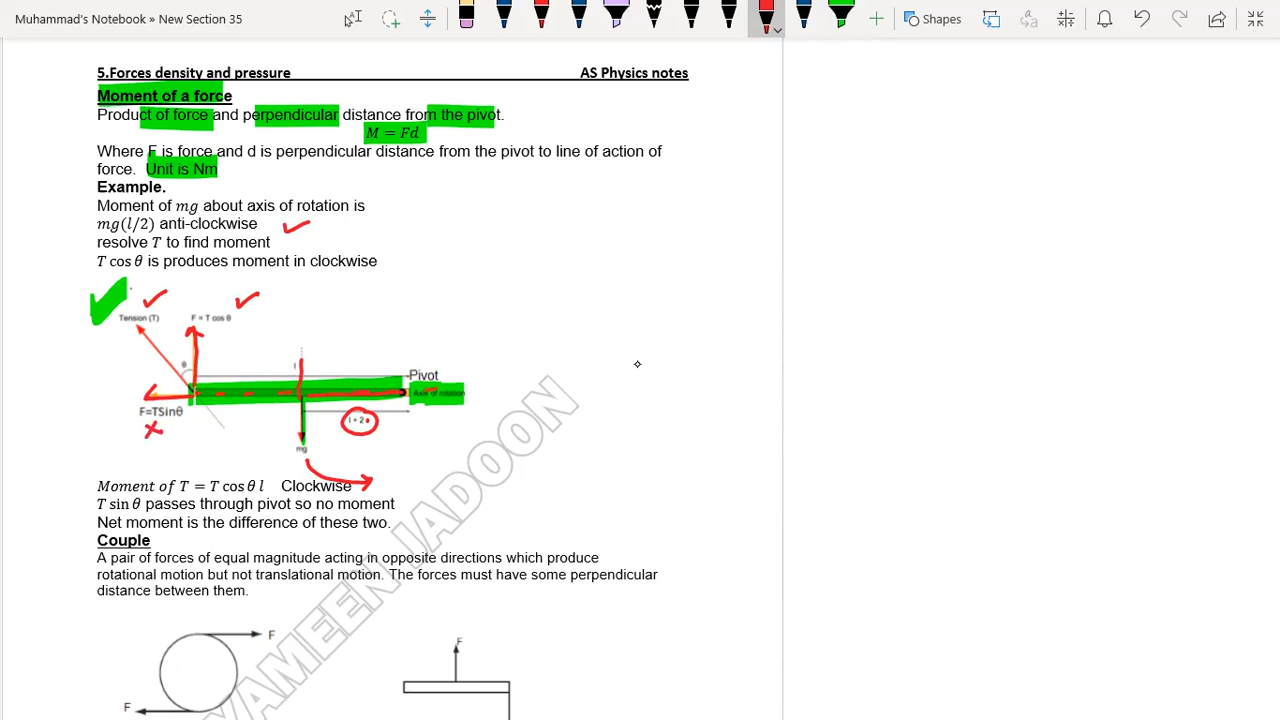 Muhammad's Notebook » New Section 35
Shapes
5.Forces density and pressure AS Physics notes
Moment of a force
Product of force and perpendicular distance from the pivot.
M = Fd
Where F is force and d is perpendicular distance from the pivot to line of action of
force. Unit is Nm
Example.
Moment of mg about axis of rotation is
mg(l/2) anti-clockwise
resolve T to find moment
T cos θ is produces moment in clockwise
Tension (T) F = T cos θ
θ l
Pivot
Axis of rotation
F=TSinθ
l ÷ 2
mg
Moment of T = T cos θ l Clockwise
T sin θ passes through pivot so no moment
Net moment is the difference of these two.
Couple
A pair of forces of equal magnitude acting in opposite directions which produce
rotational motion but not translational motion. The forces must have some perpendicular
distance between them.
F
F
F
YAMEEN JADOON